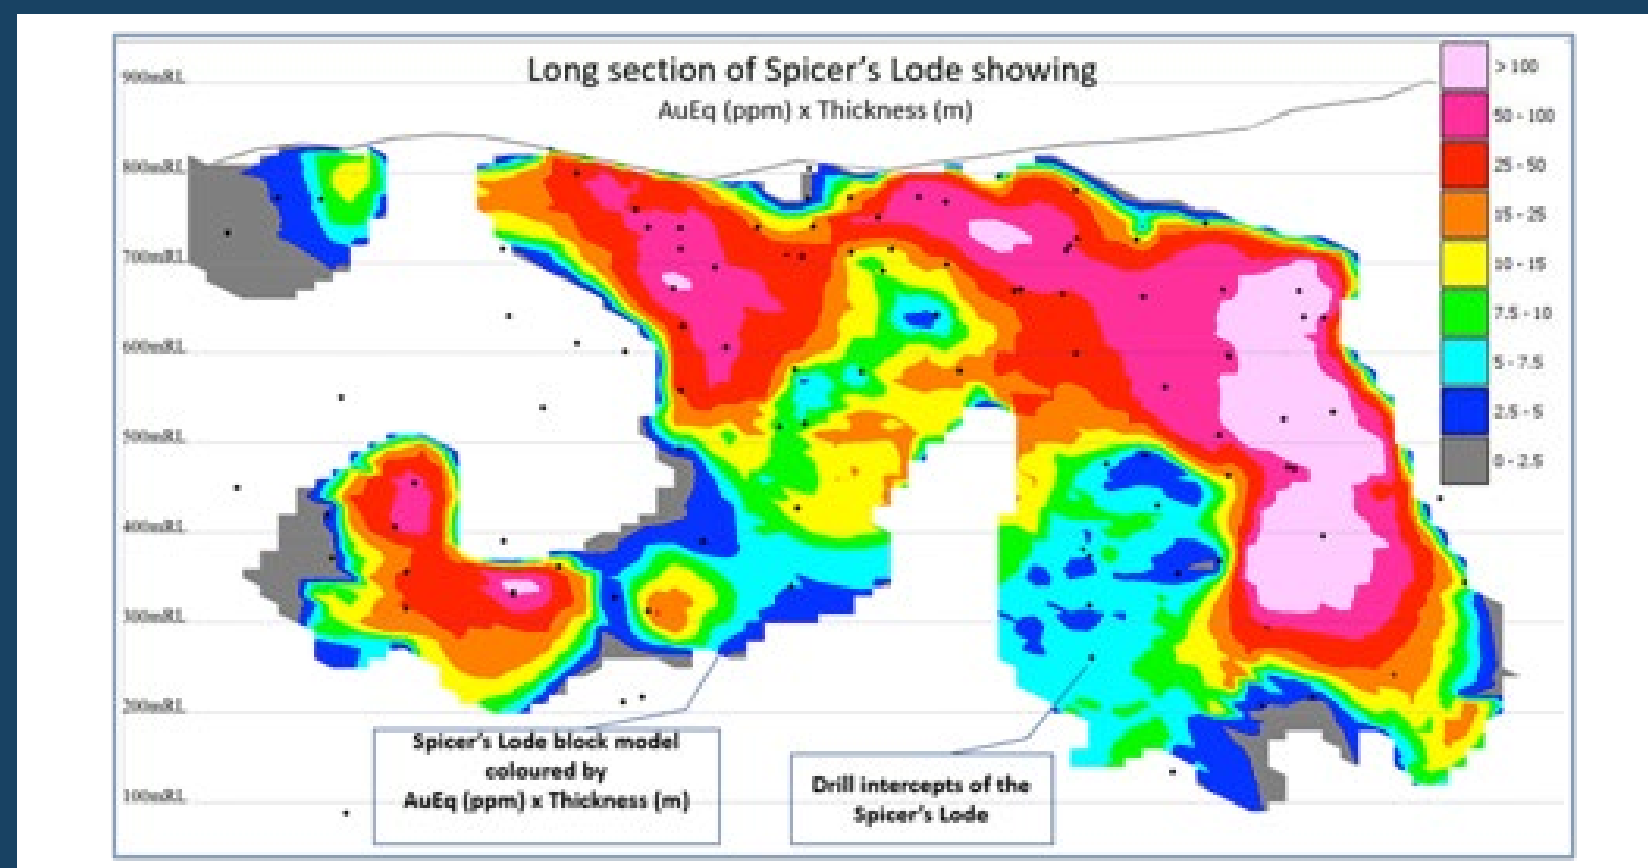 Long section of Spicer's Lode showing
AuEq (ppm) x Thickness (m)
900mRL
800mRL
700mRL
600mRL
500mRL
400mRL
300mRL
200mRL
100mRL
> 100
50 - 100
25 - 50
15 - 25
10 - 15
7.5 - 10
5 - 7.5
2.5 - 5
0 - 2.5
Spicer's Lode block model
coloured by
AuEq (ppm) x Thickness (m)
Drill intercepts of the
Spicer's Lode